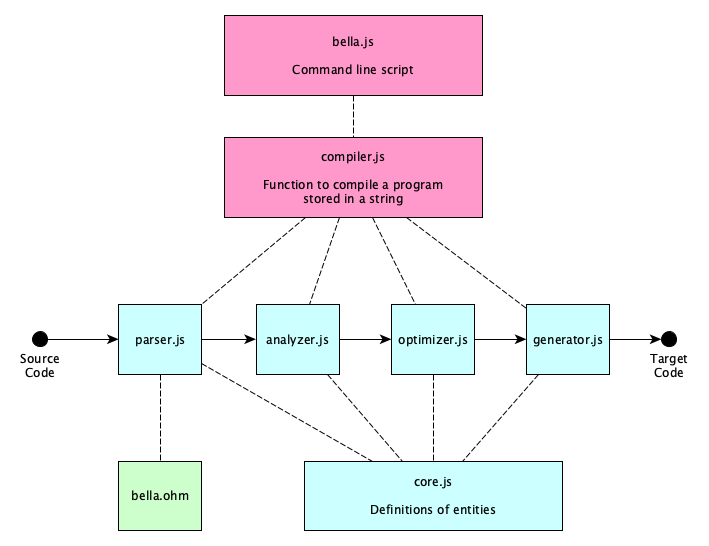 bella.js
Command line script
compiler.js
Function to compile a program
stored in a string
parser.js
analyzer.js
optimizer.js
generator.js
Source
Code
Target
Code
bella.ohm
core.js
Definitions of entities